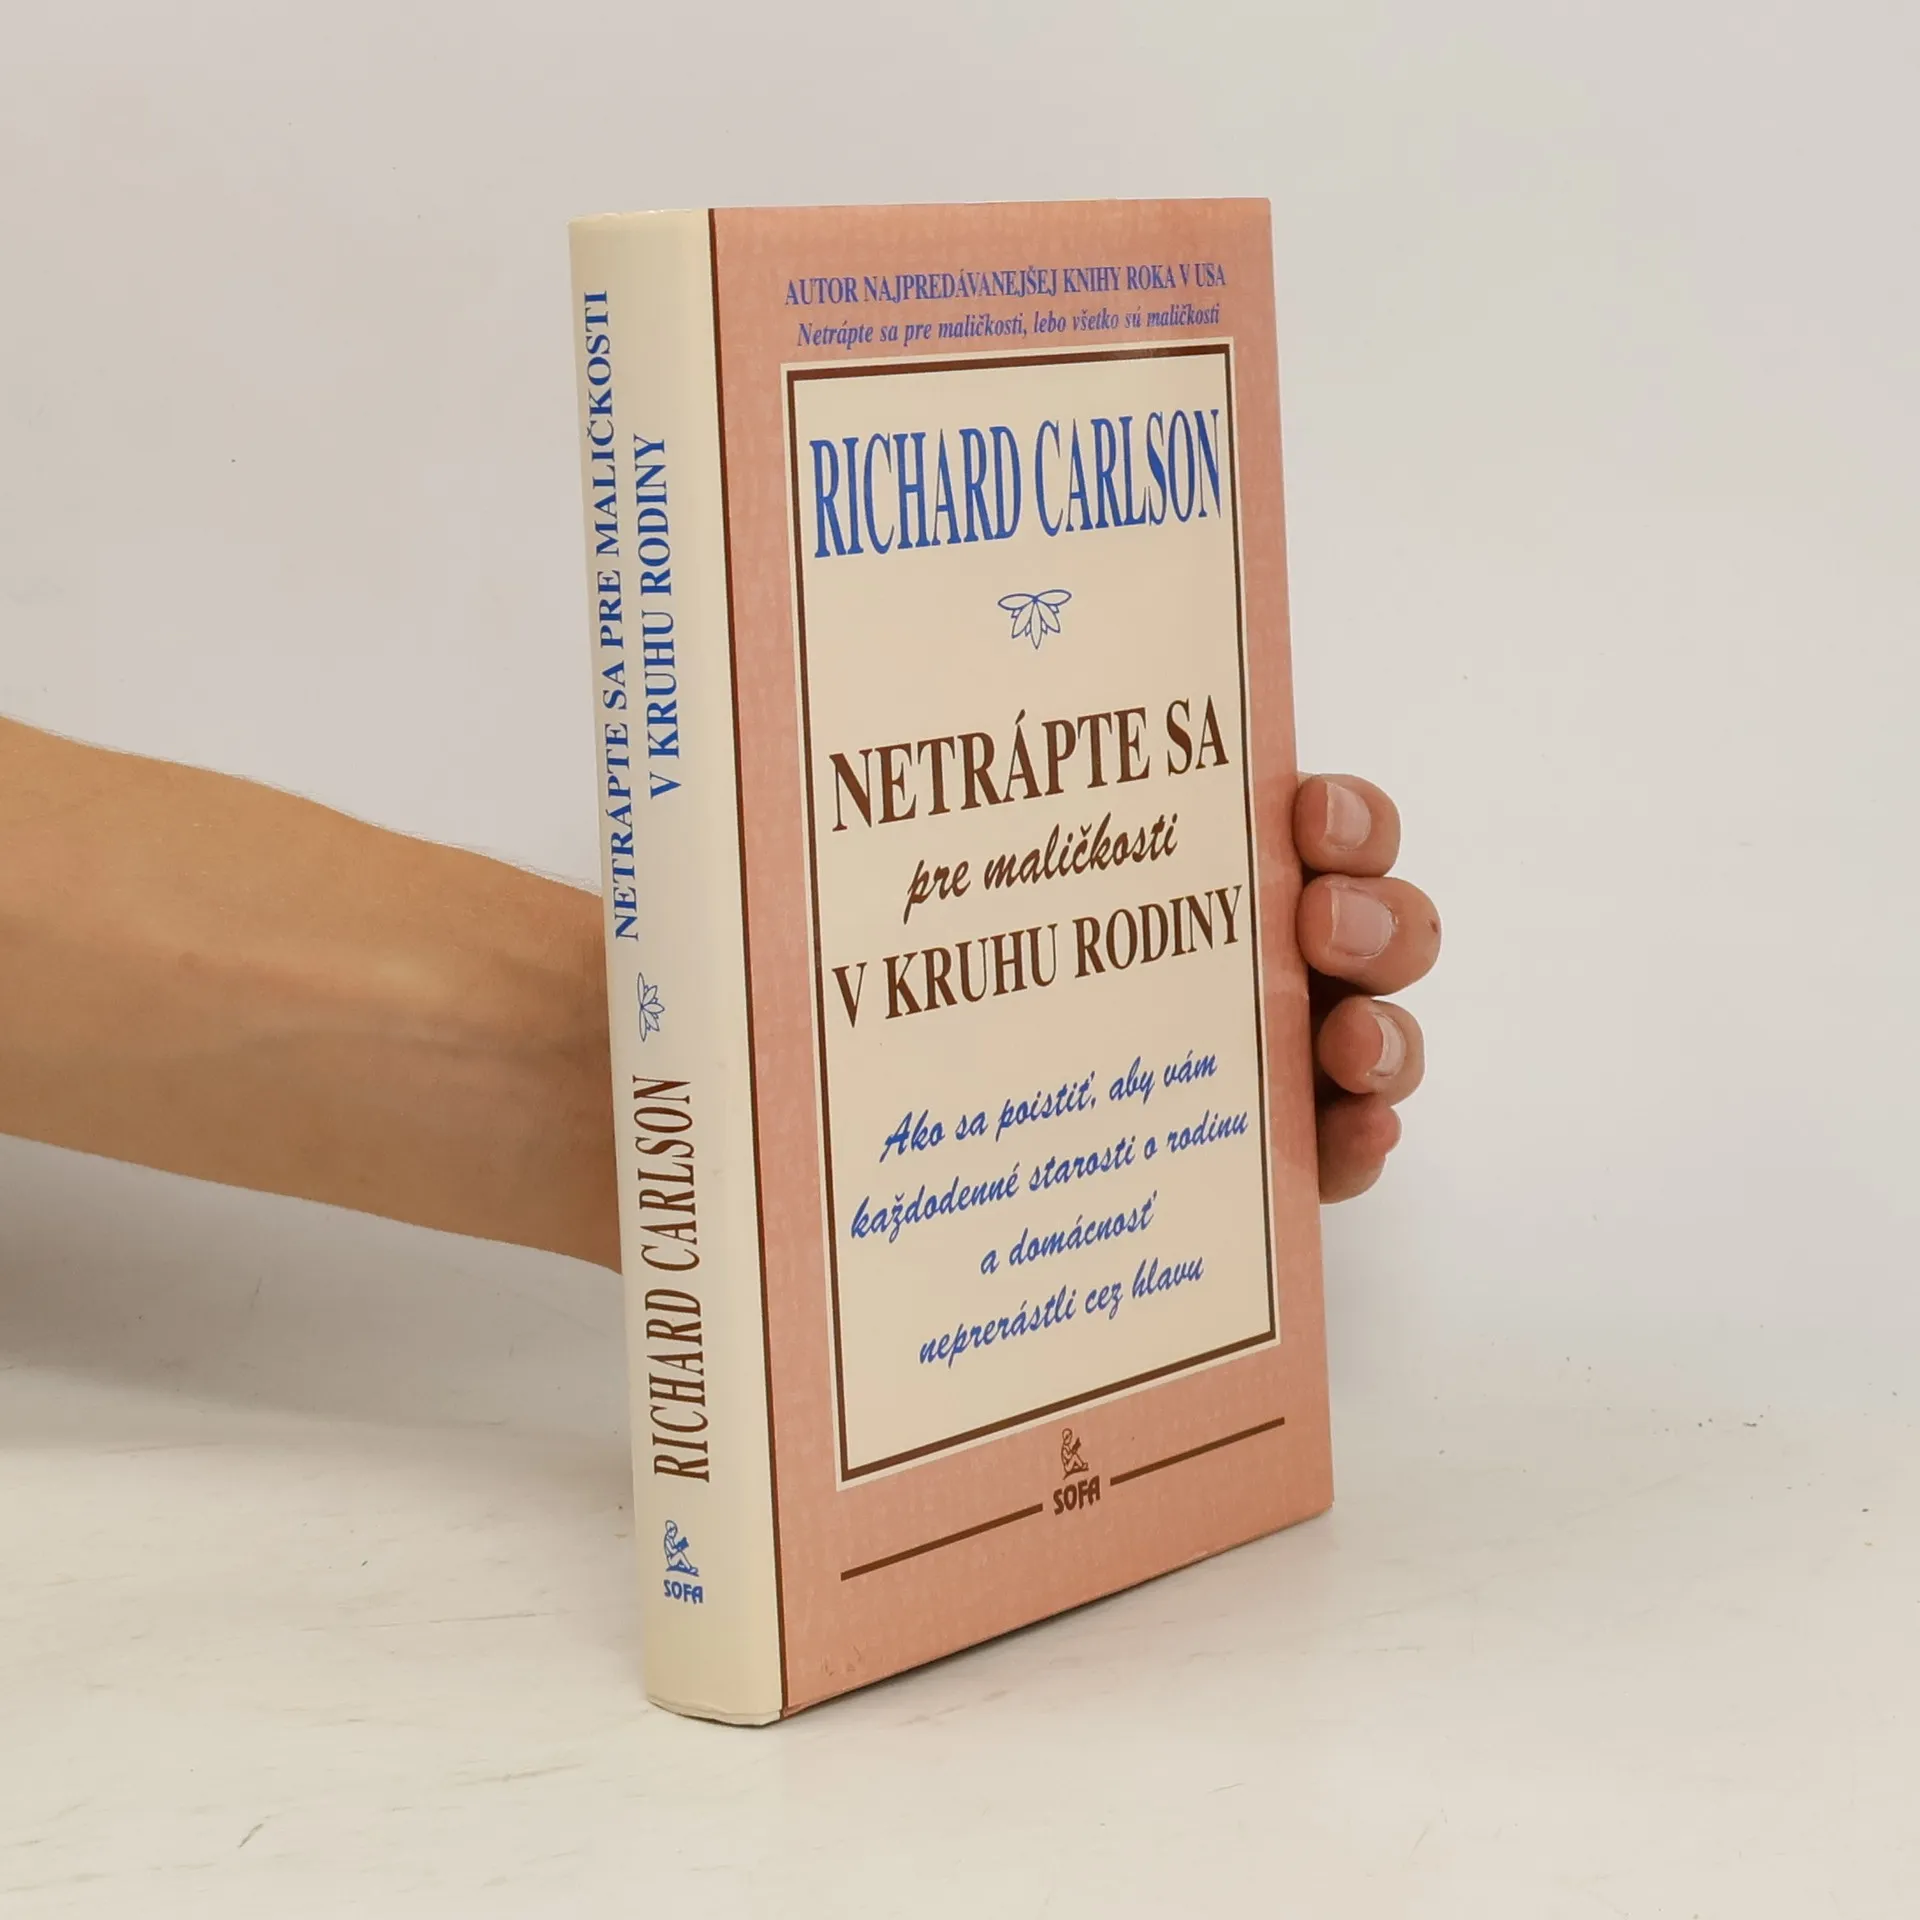 NETRÁPTE SA PRE MALIČKOSTI
V KRUHU RODINY
RICHARD CARLSON
SOFA
AUTOR NAJPREDÁVANEJŠEJ KNIHY ROKA V USA
Netrápte sa pre maličkosti, lebo všetko sú maličkosti
RICHARD CARLSON
NETRÁPTE SA
pre maličkosti
V KRUHU RODINY
Ako sa poistiť, aby vám
každodenné starosti o rodinu
a domácnosť
neprerástli cez hlavu
SOFA